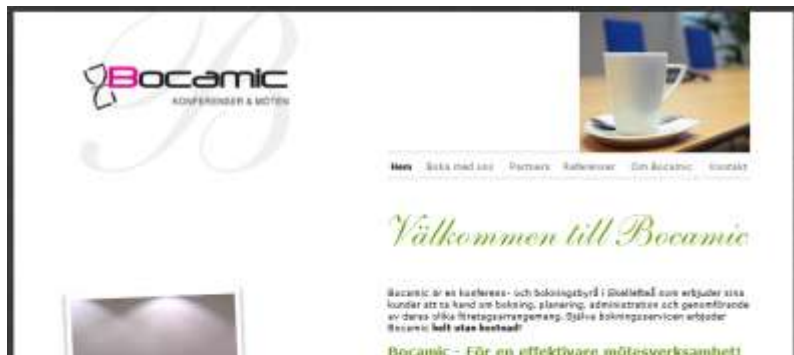 Bocamic
KONFERENSER & MÖTEN
Hem Boka med oss Partners Referenser Om Bocamic Kontakt
Välkommen till Bocamic
Bocamic är en konferens- och bokningsbyrå i Skellefteå som erbjuder sina
kunder att ta hand om bokning, planering, administration och genomförande
av deras olika företagsarrangemang. Själva bokningsservicen erbjuder
Bocamic helt utan kostnad!
Bocamic - För en effektivare mötesverksamhet!